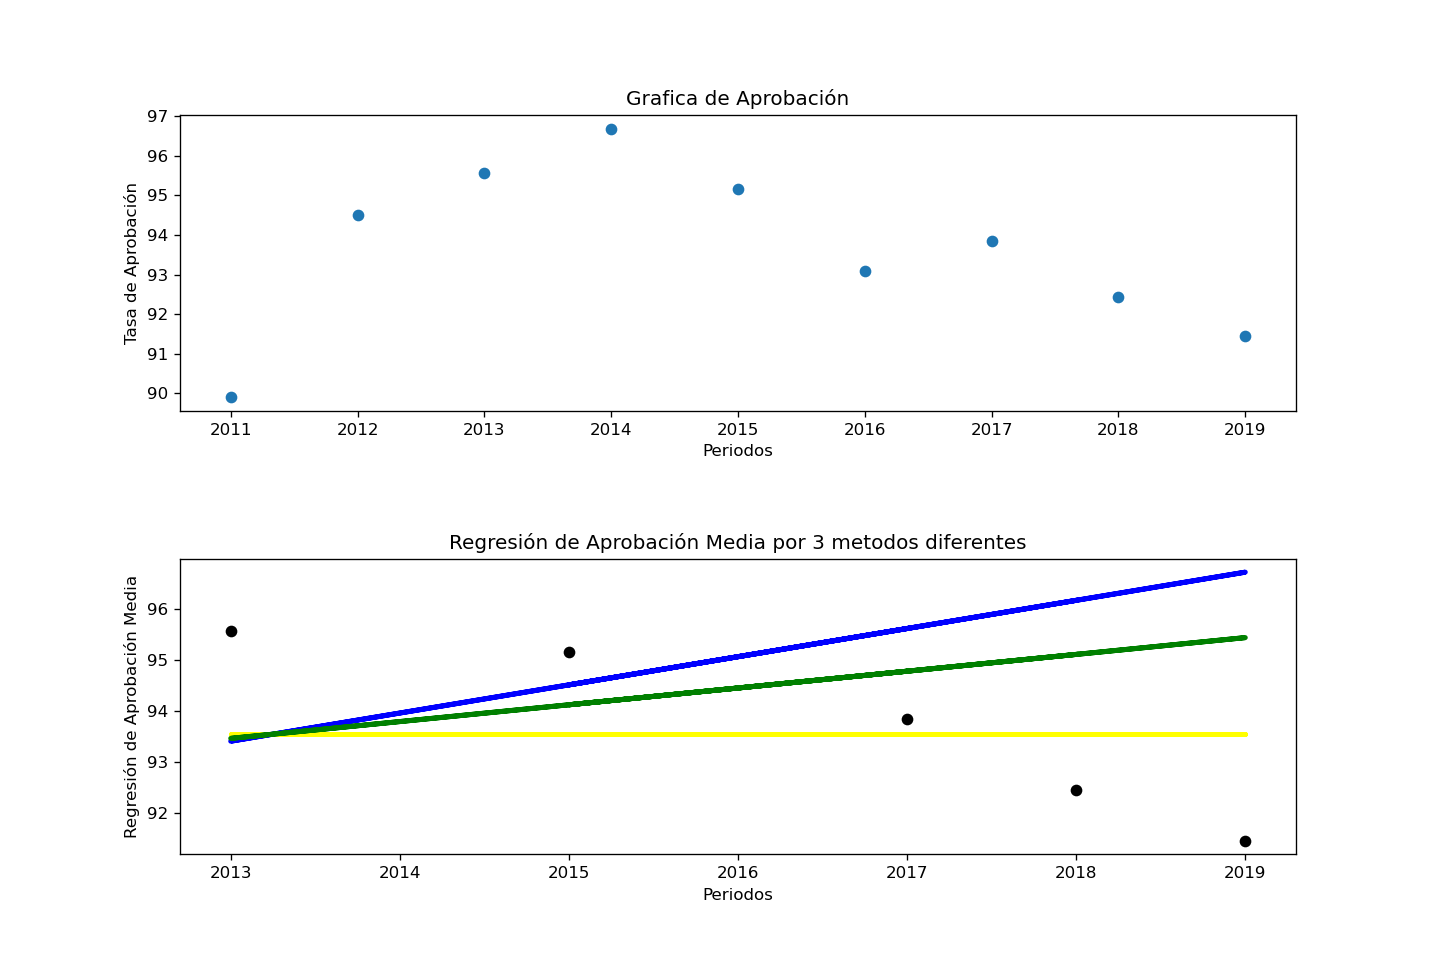 Grafica de Aprobación
Tasa de Aprobación
97
96
95
94
93
92
91
90
2011 2012 2013 2014 2015 2016 2017 2018 2019
Periodos
Regresión de Aprobación Media por 3 metodos diferentes
Regresión de Aprobación Media
96
95
94
93
92
2013 2014 2015 2016 2017 2018 2019
Periodos